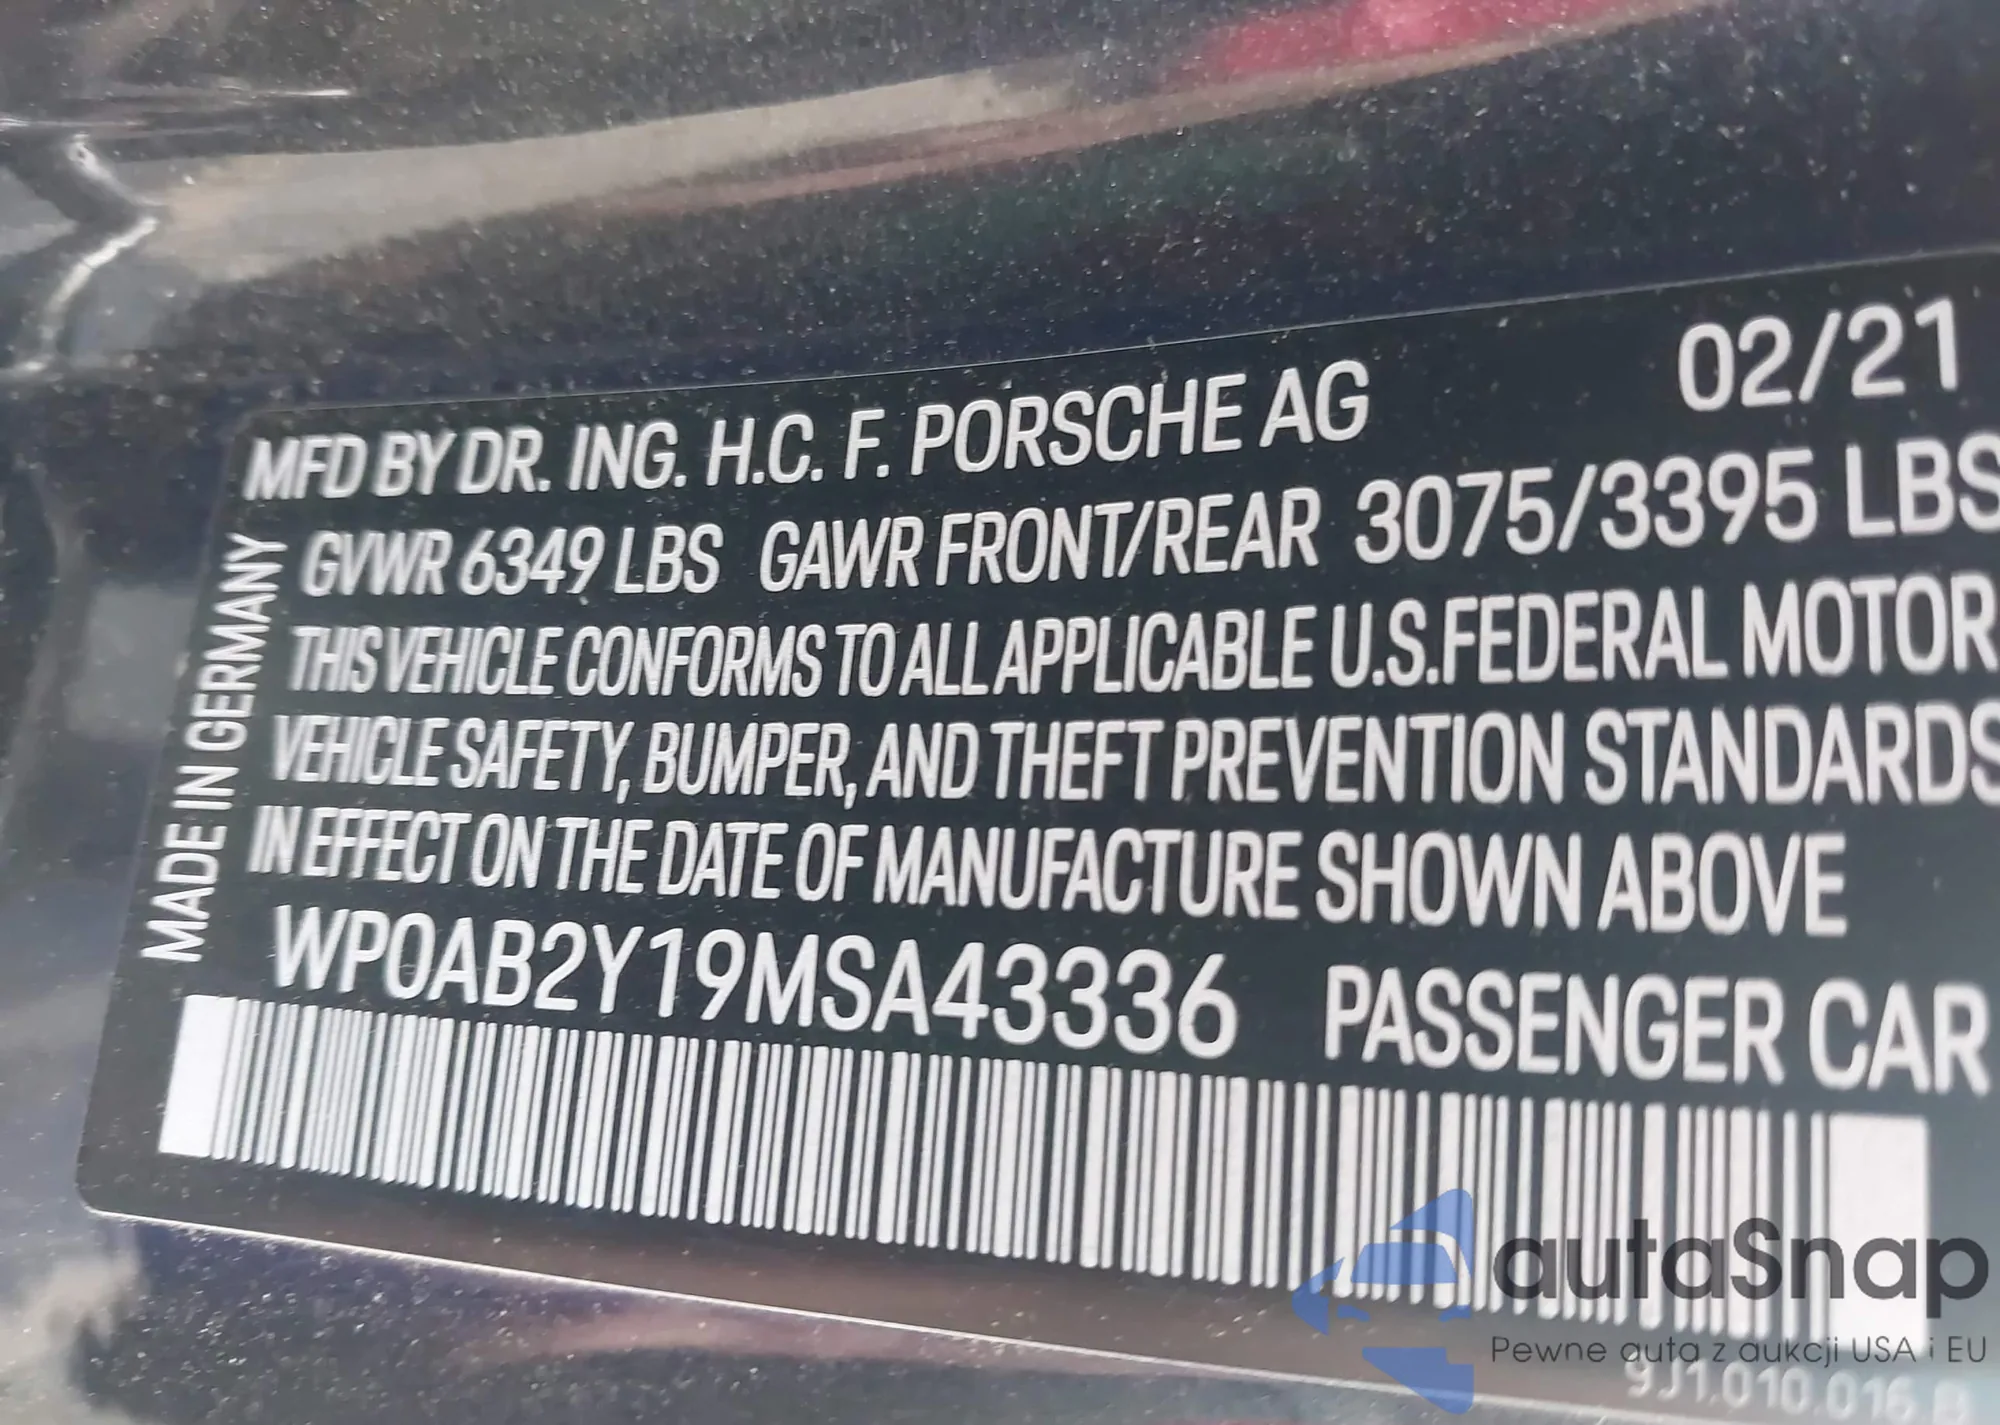 MFD BY DR. ING. H.C. F. PORSCHE AG 02/21
GVWR 6349 LBS GAWR FRONT/REAR 3075/3395 LBS
THIS VEHICLE CONFORMS TO ALL APPLICABLE U.S.FEDERAL MOTOR
VEHICLE SAFETY, BUMPER, AND THEFT PREVENTION STANDARDS
IN EFFECT ON THE DATE OF MANUFACTURE SHOWN ABOVE
WP0AB2Y19MSA43336 PASSENGER CAR
MADE IN GERMANY
autaSnap
Pewne auta z aukcji USA i EU
9J1.010.016.B